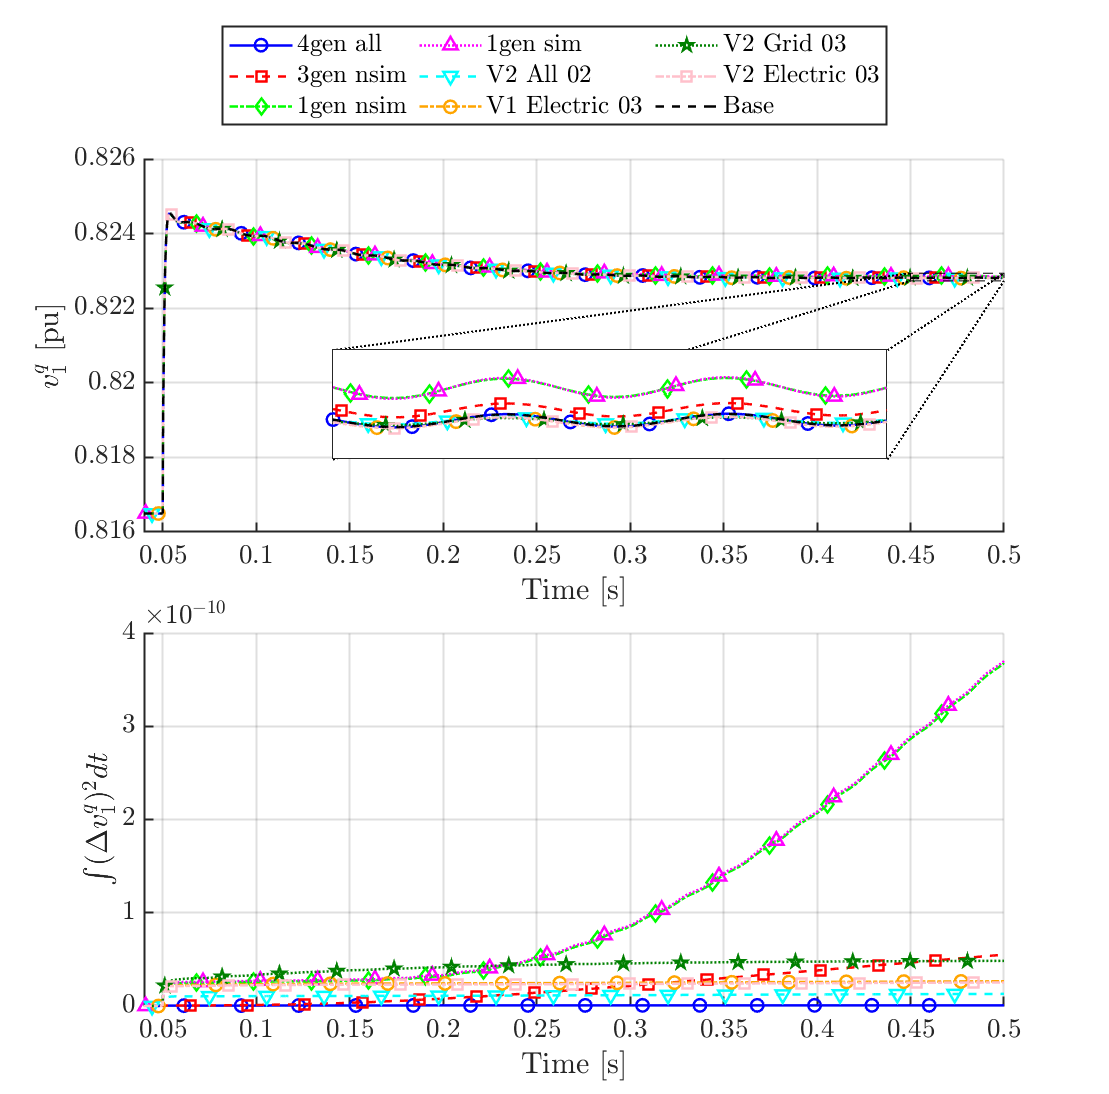 4gen all 1gen sim V2 Grid 03
3gen nsim V2 All 02 V2 Electric 03
1gen nsim V1 Electric 03 Base
0.826
0.824
0.822
0.82
0.818
0.816
v₁^q [pu]
0.05 0.1 0.15 0.2 0.25 0.3 0.35 0.4 0.45 0.5
Time [s]
×10⁻¹⁰
4
3
2
1
0
∫(Δv₁^q)²dt
0.05 0.1 0.15 0.2 0.25 0.3 0.35 0.4 0.45 0.5
Time [s]